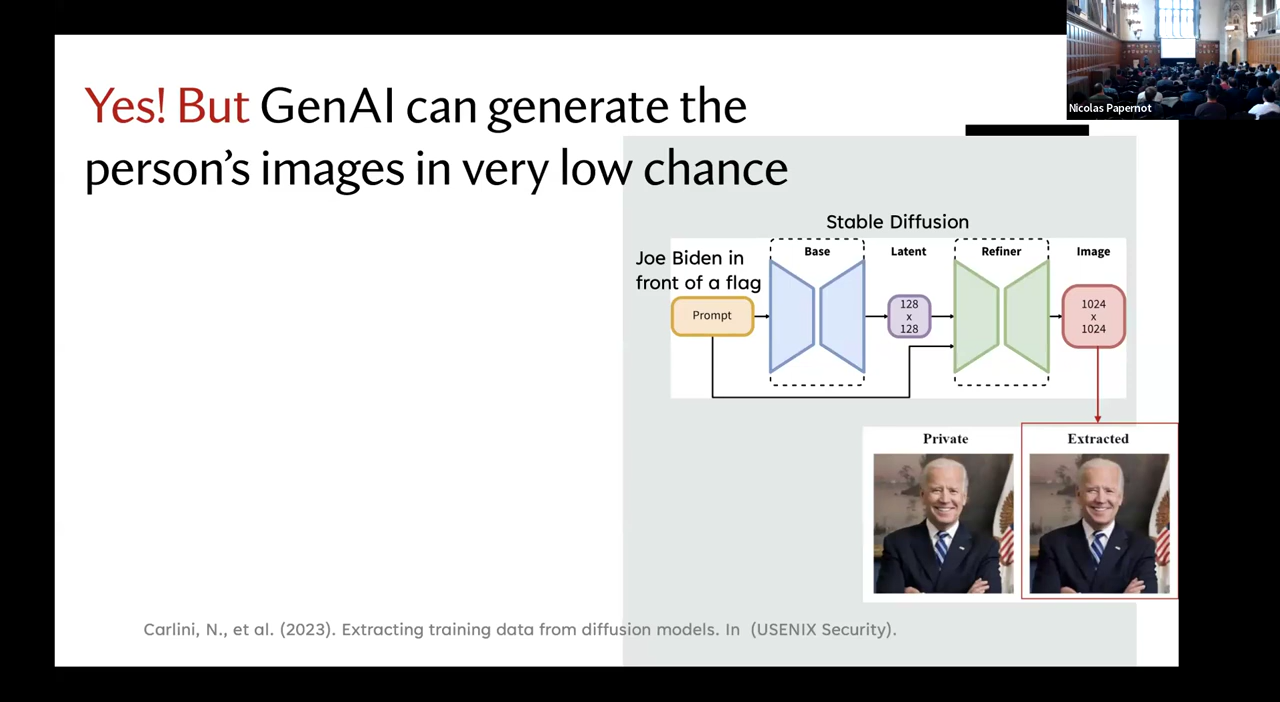 Yes! But GenAI can generate the
person's images in very low chance
Nicolas Papernot
Stable Diffusion
Joe Biden in
front of a flag
Base
Latent
Refiner
Image
Prompt
128
x
128
1024
x
1024
Private
Extracted
Carlini, N., et al. (2023). Extracting training data from diffusion models. In (USENIX Security).